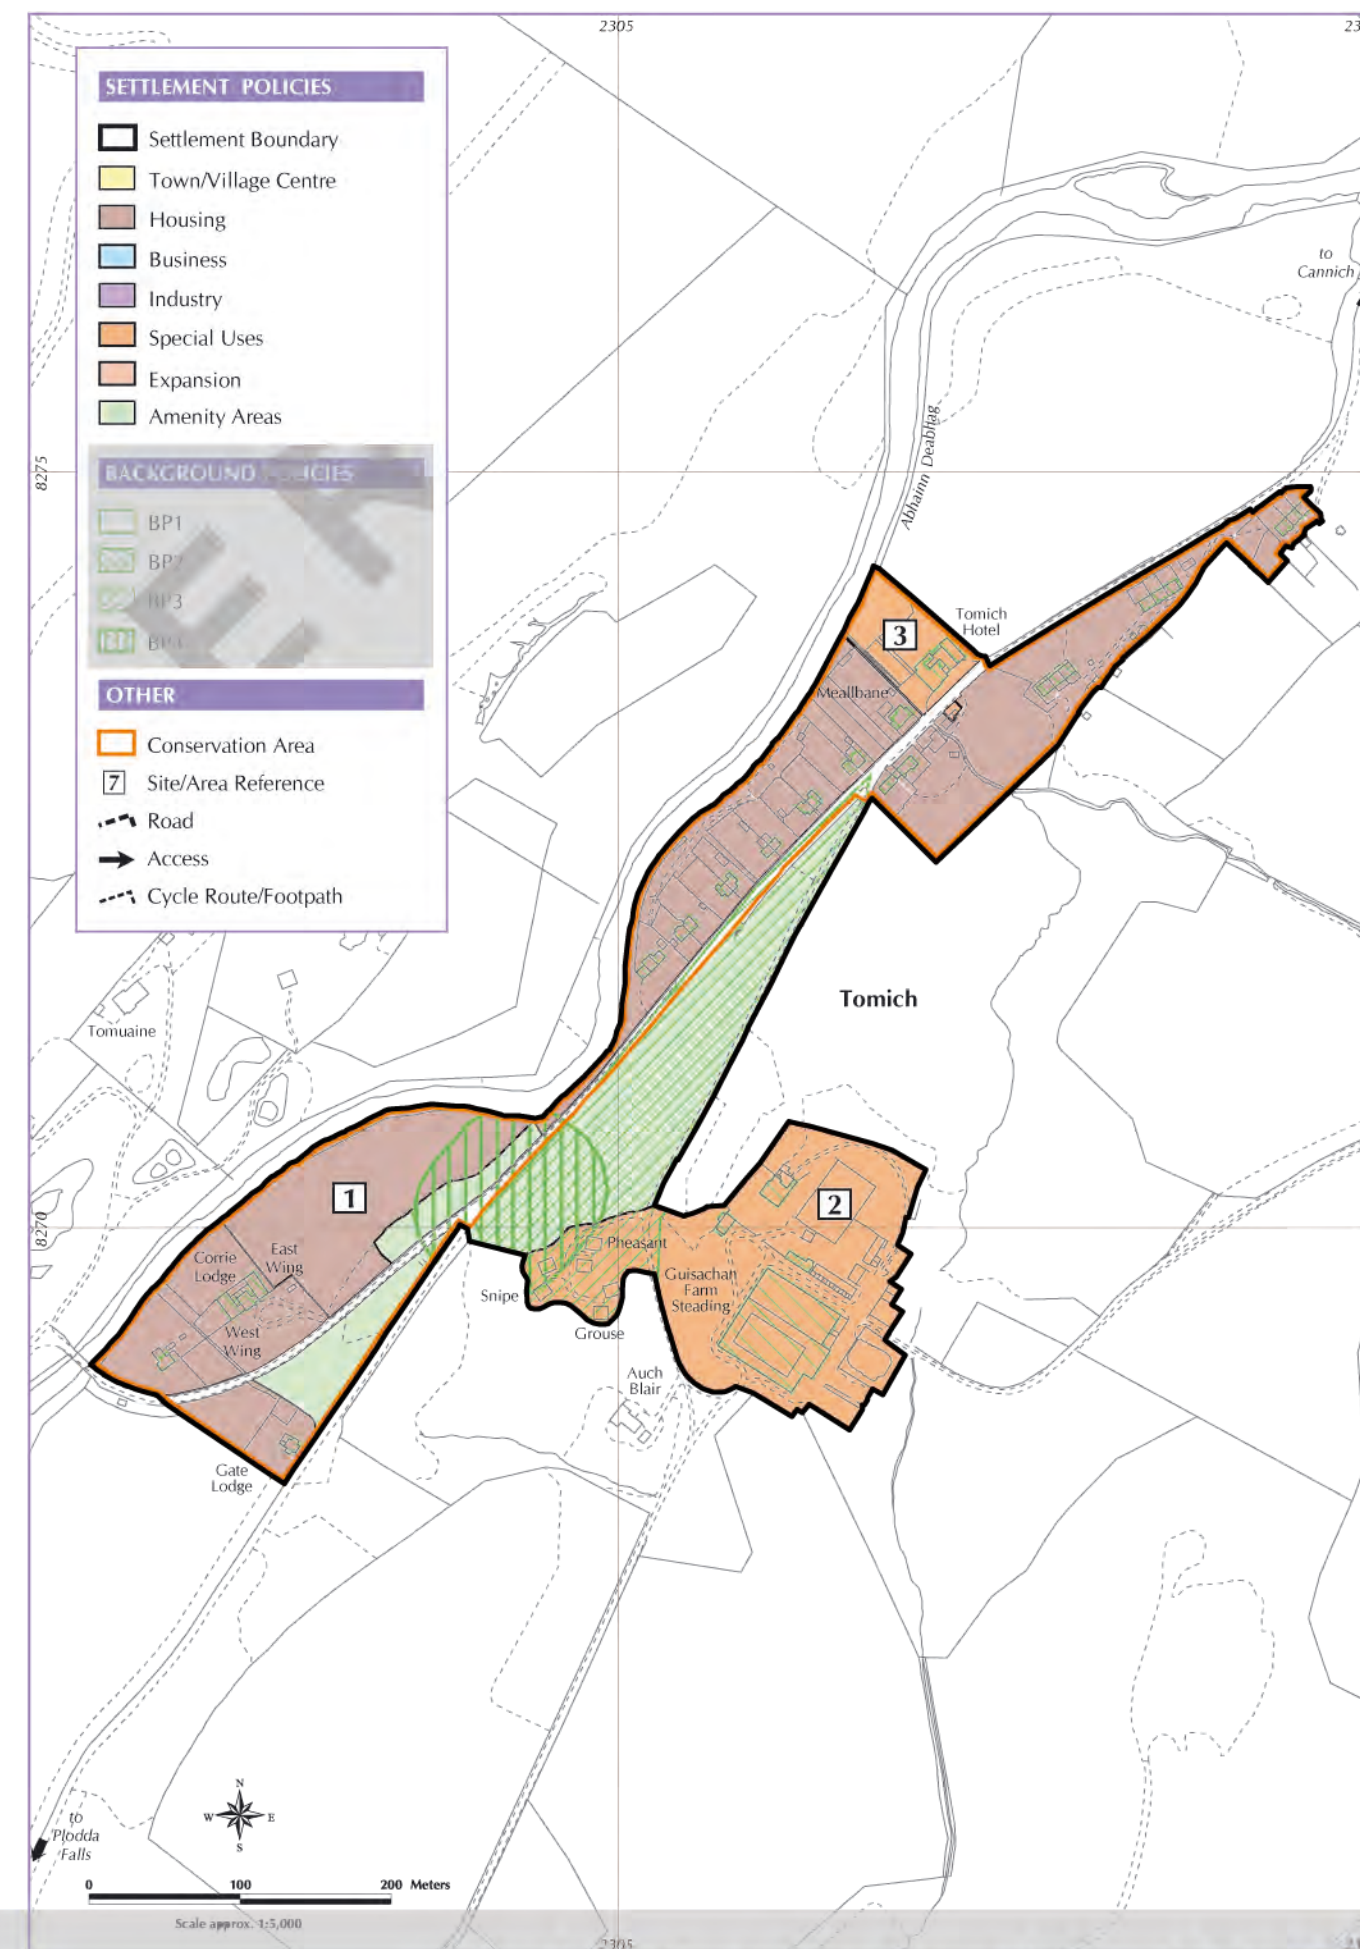 2305
SETTLEMENT POLICIES
Settlement Boundary
Town/Village Centre
Housing
Business
Industry
Special Uses
Expansion
Amenity Areas
BACKGROUND
BP1
BP2
BP3
OTHER
Conservation Area
7 Site/Area Reference
Road
Access
Cycle Route/Footpath
to
Cannich
8275
Abhainn Deabhag
Tomich
Hotel
3
Meallbane
Tomich
Tomuaine
1
2
8270
Corrie
Lodge
East
Wing
West
Wing
Pheasant
Snipe
Grouse
Guisachan
Farm
Steading
Auch
Blair
Gate
Lodge
N
W E
S
to
Plodda
Falls
0 100 200 Meters
Scale approx. 1:5,000
2305